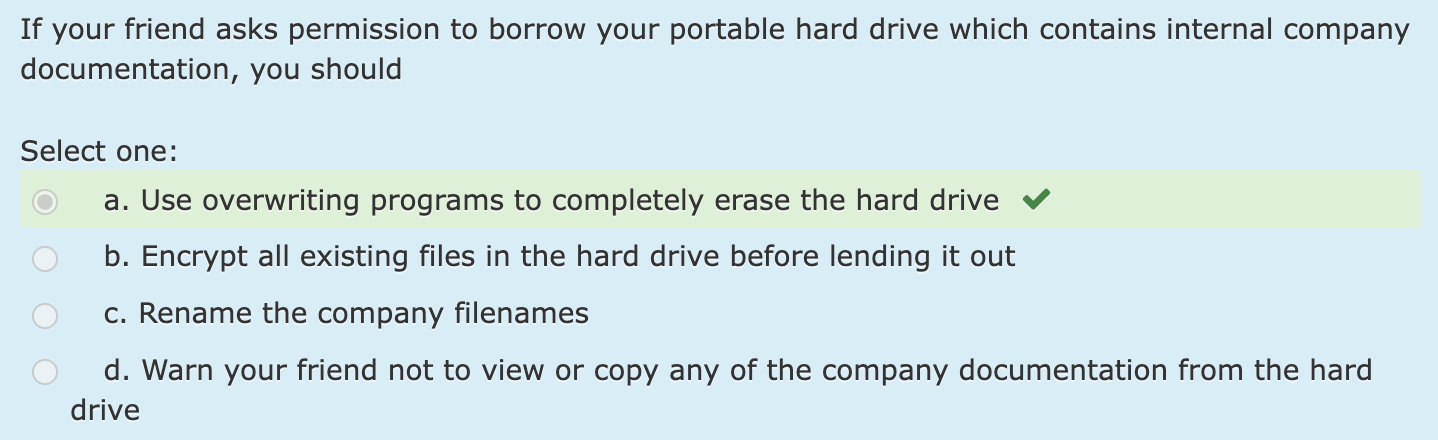 If your friend asks permission to borrow your portable hard drive which contains internal company
documentation, you should
Select one:
a. Use overwriting programs to completely erase the hard drive
b. Encrypt all existing files in the hard drive before lending it out
c. Rename the company filenames
d. Warn your friend not to view or copy any of the company documentation from the hard
drive